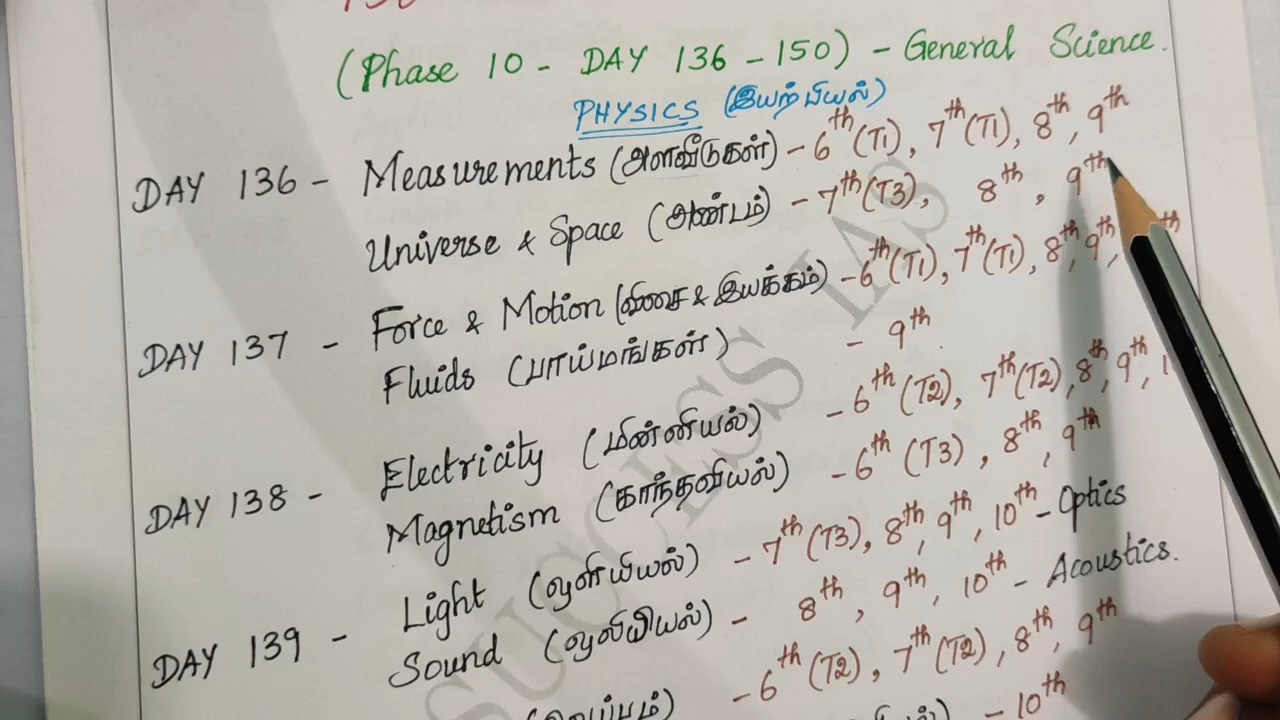 (Phase 10 - DAY 136 - 150) - General Science.
PHYSICS (இயற்பியல்)
DAY 136 - Measurements (அளவீடுகள்) - 6th (T1), 7th (T1), 8th, 9th
Universe & Space (அண்டம்) - 7th (T3), 8th, 9th
DAY 137 - Force & Motion (விசை & இயக்கம்) - 6th (T1), 7th (T1), 8th, 9th,
Fluids (பாய்மங்கள்) - 9th
DAY 138 - Electricity (மின்னியல்) - 6th (T2), 7th (T2), 8th, 9th,
Magnetism (காந்தவியல்) - 6th (T3), 8th, 9th
DAY 139 - Light (ஒளியியல்) - 7th (T3), 8th, 9th, 10th - Optics
Sound (ஒலியியல்) - 8th, 9th, 10th - Acoustics.
- 6th (T2), 7th (T2), 8th, 9th
- 10th
SUCCESS IAS